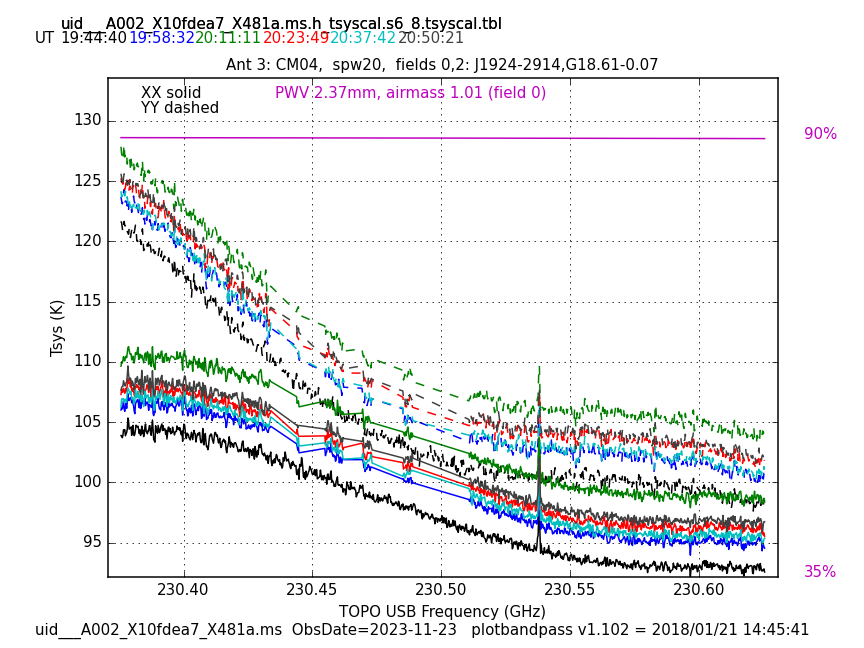 uid___A002_X10fdea7_X481a.ms.h_tsyscal.s6_8.tsyscal.tbl
UT 19:44:40 19:58:32 20:11:11 20:23:49 20:37:42 20:50:21
Ant 3: CM04, spw20, fields 0,2: J1924-2914,G18.61-0.07
XX solid
PWV 2.37mm, airmass 1.01 (field 0)
YY dashed
130
90%
125
120
115
110
105
100
95
35%
Tsys (K)
230.40 230.45 230.50 230.55 230.60
TOPO USB Frequency (GHz)
uid___A002_X10fdea7_X481a.ms ObsDate=2023-11-23 plotbandpass v1.102 = 2018/01/21 14:45:41